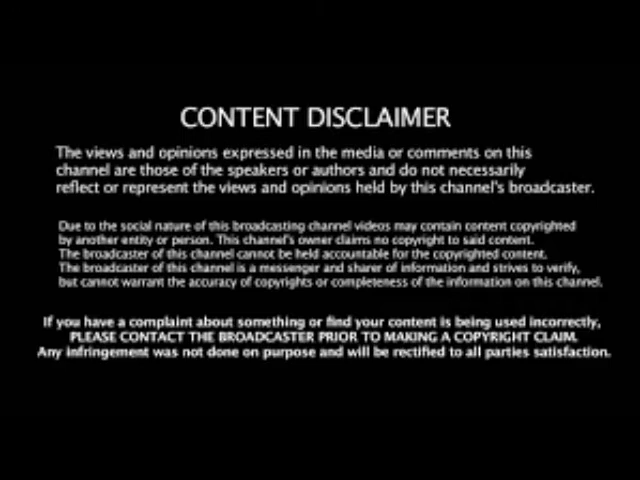 CONTENT DISCLAIMER
The views and opinions expressed in the media or comments on this
channel are those of the speakers or authors and do not necessarily
reflect or represent the views and opinions held by this channel's broadcaster.
Due to the social nature of this broadcasting channel videos may contain content copyrighted
by another entity or person. This channel's owner claims no copyright to said content.
The broadcaster of this channel cannot be held accountable for the copyrighted content.
The broadcaster of this channel is a messenger and sharer of information and strives to verify,
but cannot warrant the accuracy of copyrights or completeness of the information on this channel.
If you have a complaint about something or find your content is being used incorrectly,
PLEASE CONTACT THE BROADCASTER PRIOR TO MAKING A COPYRIGHT CLAIM.
Any infringement was not done on purpose and will be rectified to all parties satisfaction.